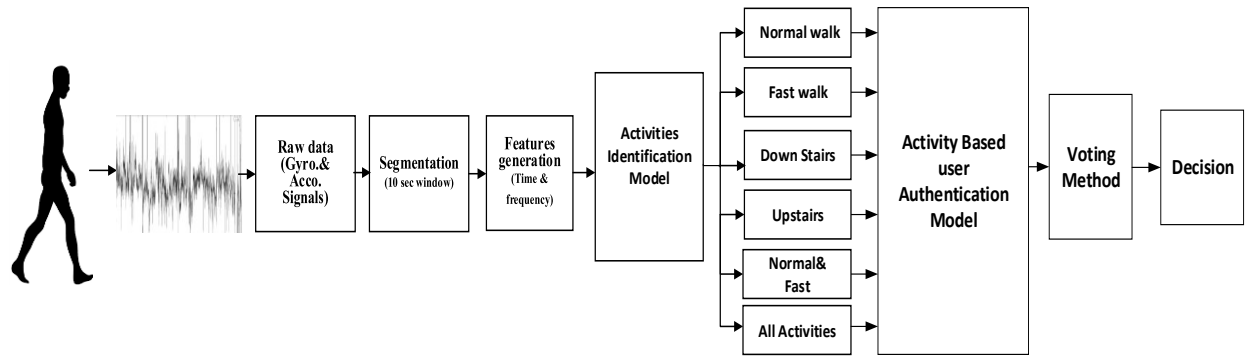 Raw data
(Gyro.&
Acco.
Signals)
Segmentation
(10 sec window)
Features
generation
(Time &
frequency)
Activities
Identification
Model
Normal walk
Fast walk
Down Stairs
Upstairs
Normal&
Fast
All Activities
Activity Based
user
Authentication
Model
Voting
Method
Decision